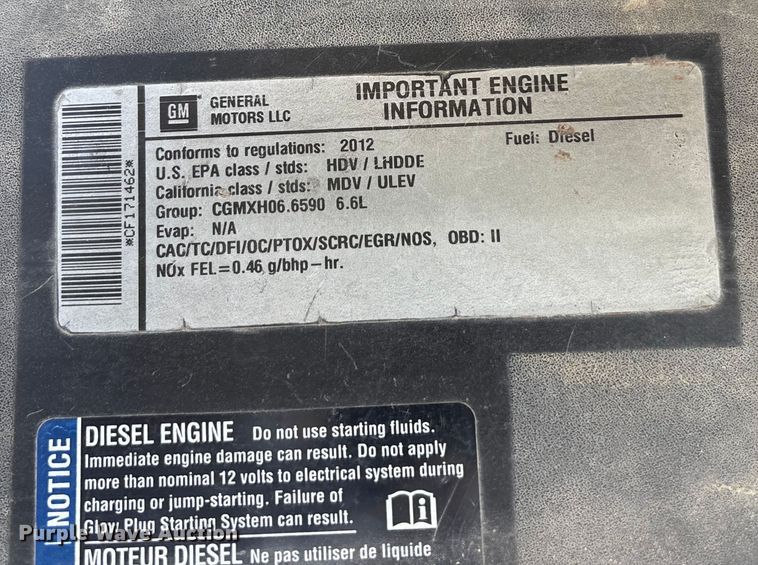 GM GENERAL MOTORS LLC
IMPORTANT ENGINE INFORMATION
*CF171462*
Conforms to regulations: 2012 Fuel: Diesel
U.S. EPA class / stds: HDV / LHDDE
California class / stds: MDV / ULEV
Group: CGMXH06.6590 6.6L
Evap: N/A
CAC/TC/DFI/OC/PTOX/SCRC/EGR/NOS, OBD: II
NOx FEL=0.46 g/bhp-hr.
NOTICE
DIESEL ENGINE Do not use starting fluids.
Immediate engine damage can result. Do not apply
more than nominal 12 volts to electrical system during
charging or jump-starting. Failure of
Glow Plug Starting System can result.
MOTEUR DIESEL Ne pas utiliser de liquide
Purple Wave Auction